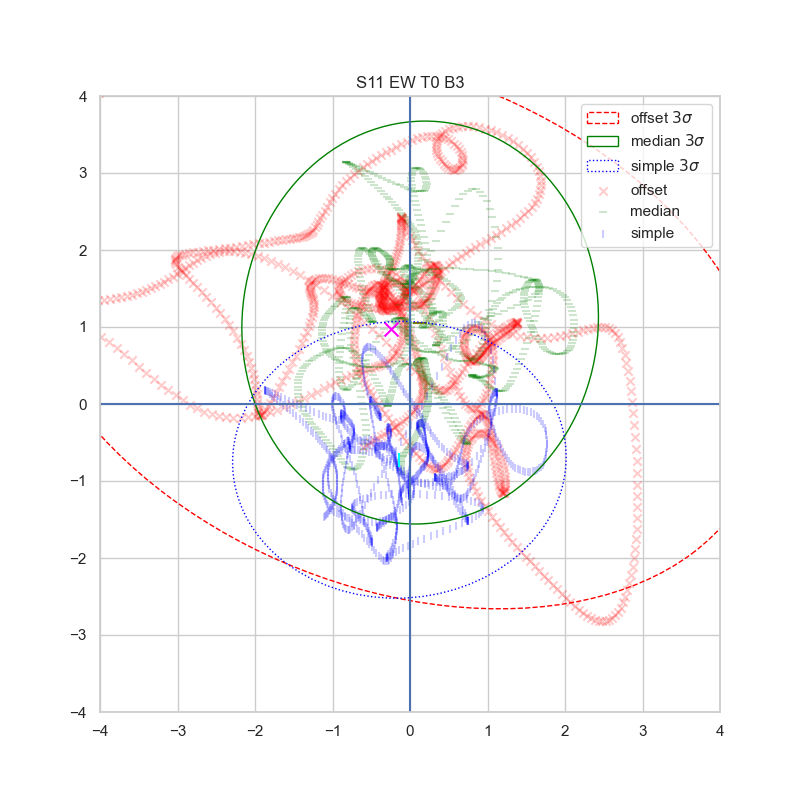 S11 EW T0 B3
offset 3σ
median 3σ
simple 3σ
offset
median
simple
4
3
2
1
0
−1
−2
−3
−4
−4 −3 −2 −1 0 1 2 3 4